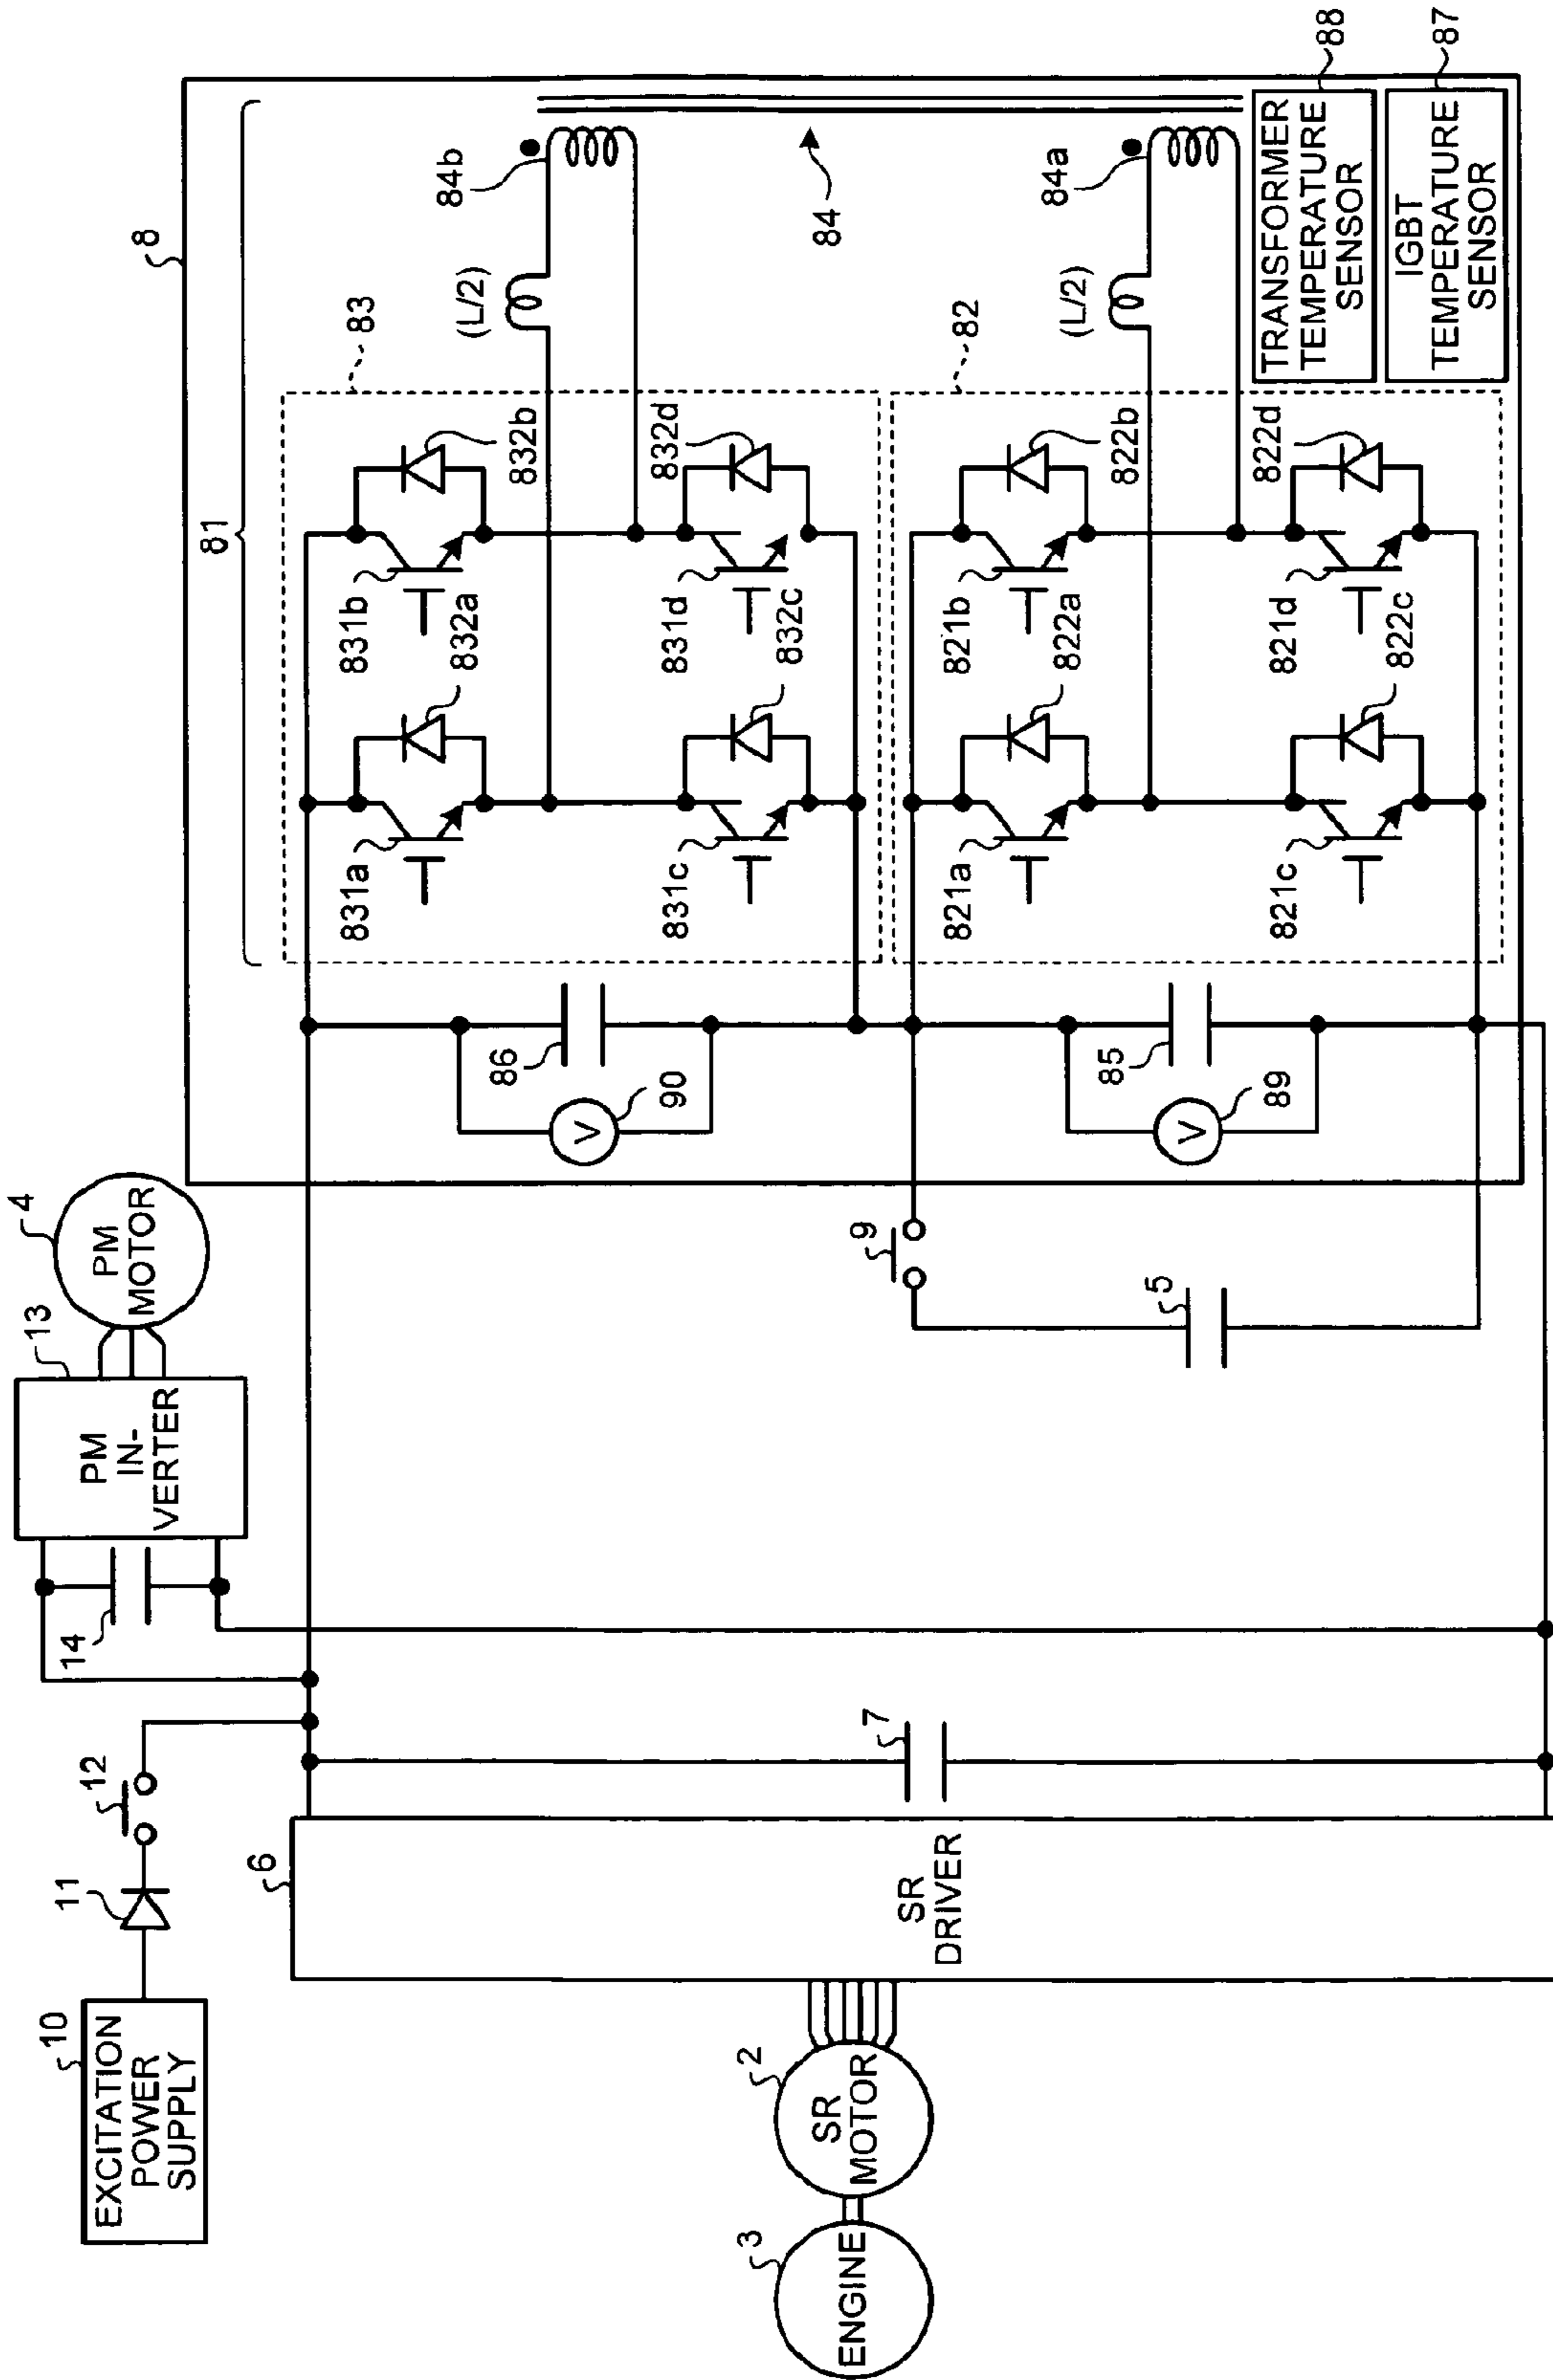 10
EXCITATION
POWER
SUPPLY
11
12
14
13
PM
IN-
VERTER
4
PM
MOTOR
3
ENGINE
2
SR
MOTOR
6
SR
DRIVER
7
5
9
8
81
86
90
V
85
89
V
83
831a
832a
831b
832b
831c
832c
831d
832d
(L/2)
84b
84
82
821a
822a
821b
822b
821c
822c
821d
822d
(L/2)
84a
TRANSFORMER
TEMPERATURE
SENSOR
88
IGBT
TEMPERATURE
SENSOR
87